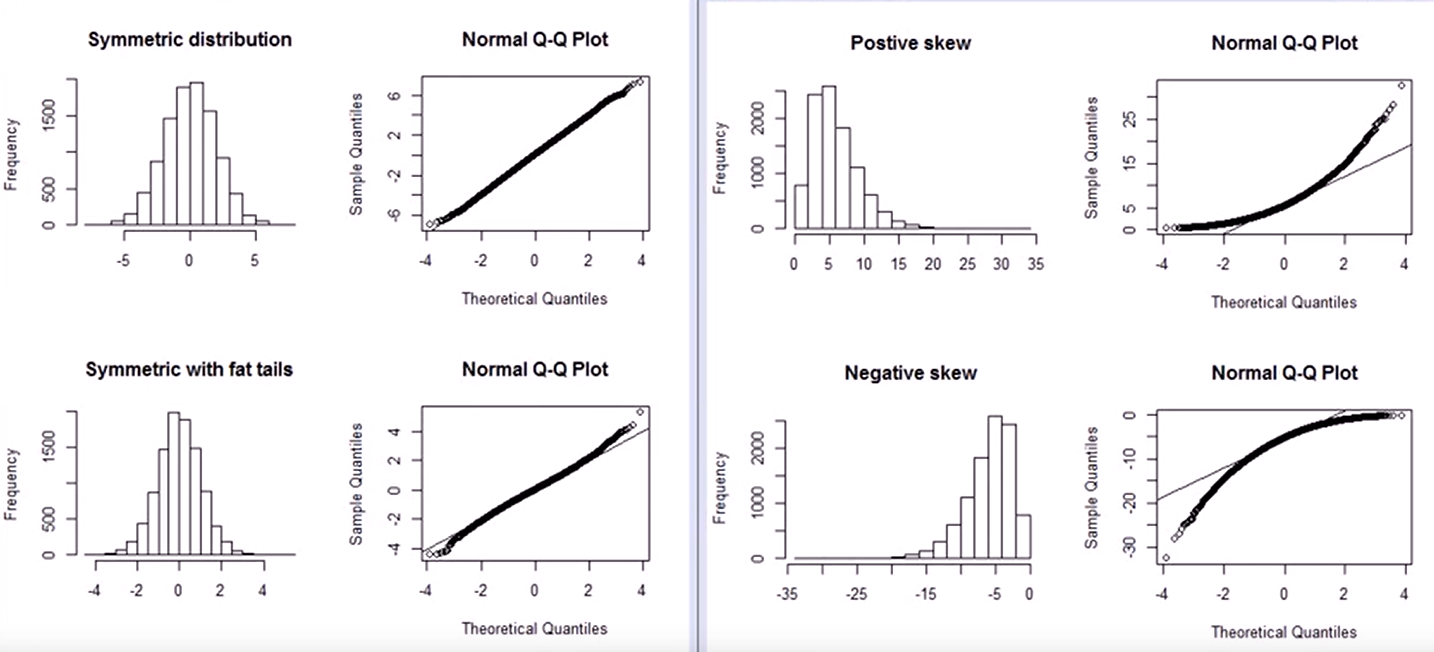 Symmetric distribution
Normal Q-Q Plot
Frequency
0 500 1500
-5 0 5
Sample Quantiles
-6 -2 2 6
-4 -2 0 2 4
Theoretical Quantiles
Postive skew
Normal Q-Q Plot
Frequency
0 1000 2000
0 5 10 15 20 25 30 35
Sample Quantiles
0 5 15 25
-4 -2 0 2 4
Theoretical Quantiles
Symmetric with fat tails
Normal Q-Q Plot
Frequency
0 500 1500
-4 -2 0 2 4
Sample Quantiles
-4 -2 0 2 4
-4 -2 0 2 4
Theoretical Quantiles
Negative skew
Normal Q-Q Plot
Frequency
0 1000 2000
-35 -25 -15 -5 0
Sample Quantiles
-30 -20 -10 0
-4 -2 0 2 4
Theoretical Quantiles